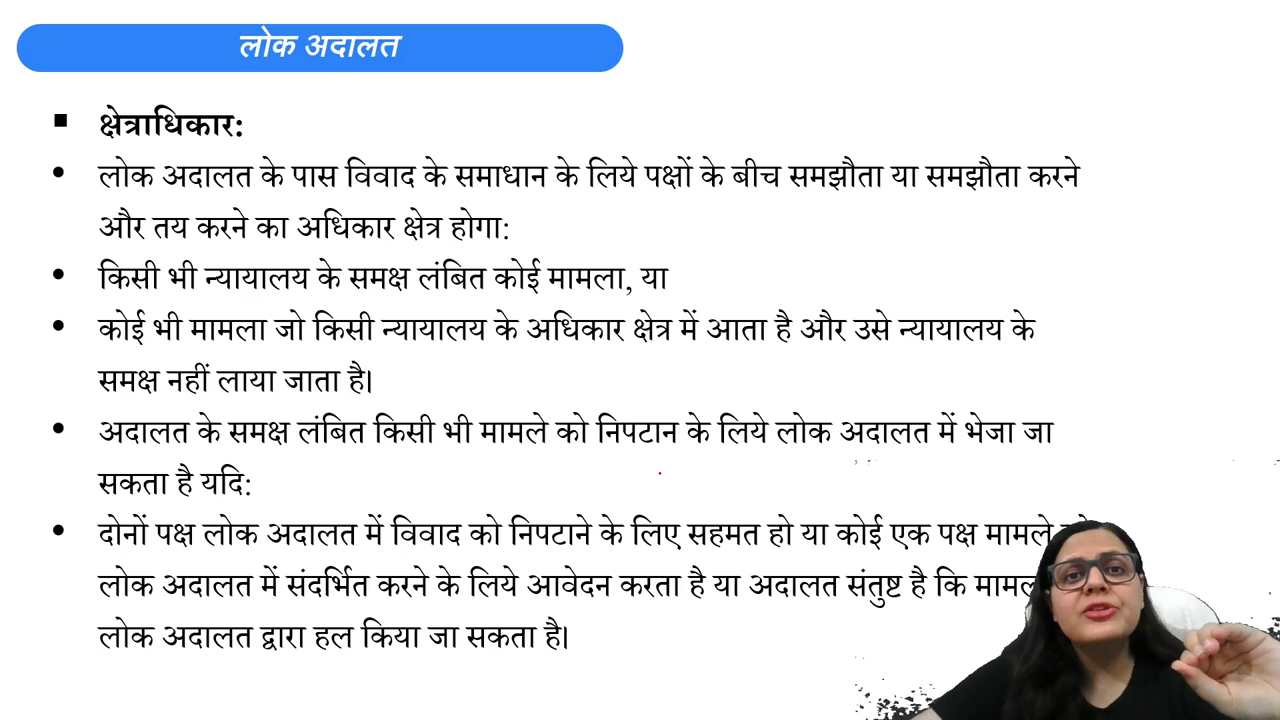 लोक अदालत
▪ क्षेत्राधिकार:
• लोक अदालत के पास विवाद के समाधान के लिये पक्षों के बीच समझौता या समझौता करने
और तय करने का अधिकार क्षेत्र होगा:
• किसी भी न्यायालय के समक्ष लंबित कोई मामला, या
• कोई भी मामला जो किसी न्यायालय के अधिकार क्षेत्र में आता है और उसे न्यायालय के
समक्ष नहीं लाया जाता है।
• अदालत के समक्ष लंबित किसी भी मामले को निपटान के लिये लोक अदालत में भेजा जा
सकता है यदि:
• दोनों पक्ष लोक अदालत में विवाद को निपटाने के लिए सहमत हो या कोई एक पक्ष मामले
लोक अदालत में संदर्भित करने के लिये आवेदन करता है या अदालत संतुष्ट है कि
लोक अदालत द्वारा हल किया जा सकता है।